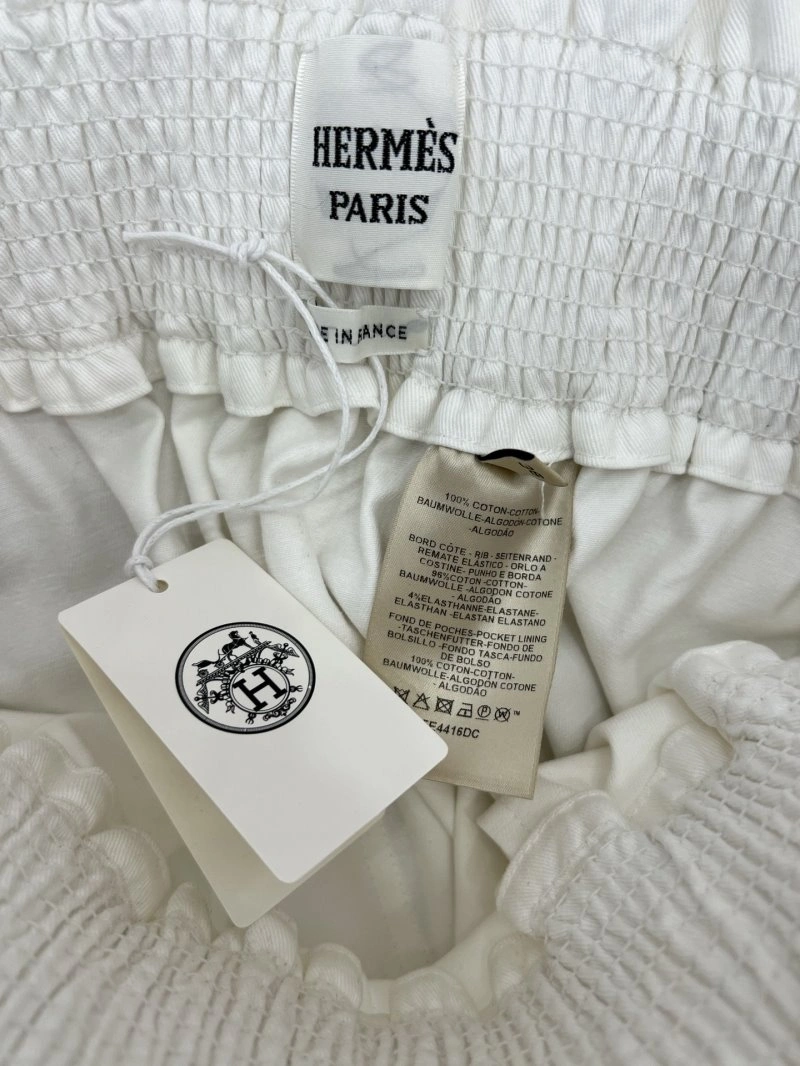 HERMÈS
PARIS
E IN FRANCE
100% COTON-COTTON-
BAUMWOLLE-ALGODON-COTONE
-ALGODÃO
BORD CÔTE - RIB - SEITENRAND -
REMATE ELÁSTICO - ORLO A
COSTINE - PUNHO E BORDA
96%COTON -COTTON-
BAUMWOLLE -ALGODON COTONE
- ALGODÃO
4%ELASTHANNE-ELASTANE-
ELASTHAN -ELASTAN ELASTANO
FOND DE POCHES-POCKET LINING
-TASCHENFUTTER-FONDO DE
BOLSILLO -FONDO TASCA-FUNDO
DE BOLSO
100% COTON-COTTON-
BAUMWOLLE-ALGODON COTONE
- ALGODÃO
E4416DC
H